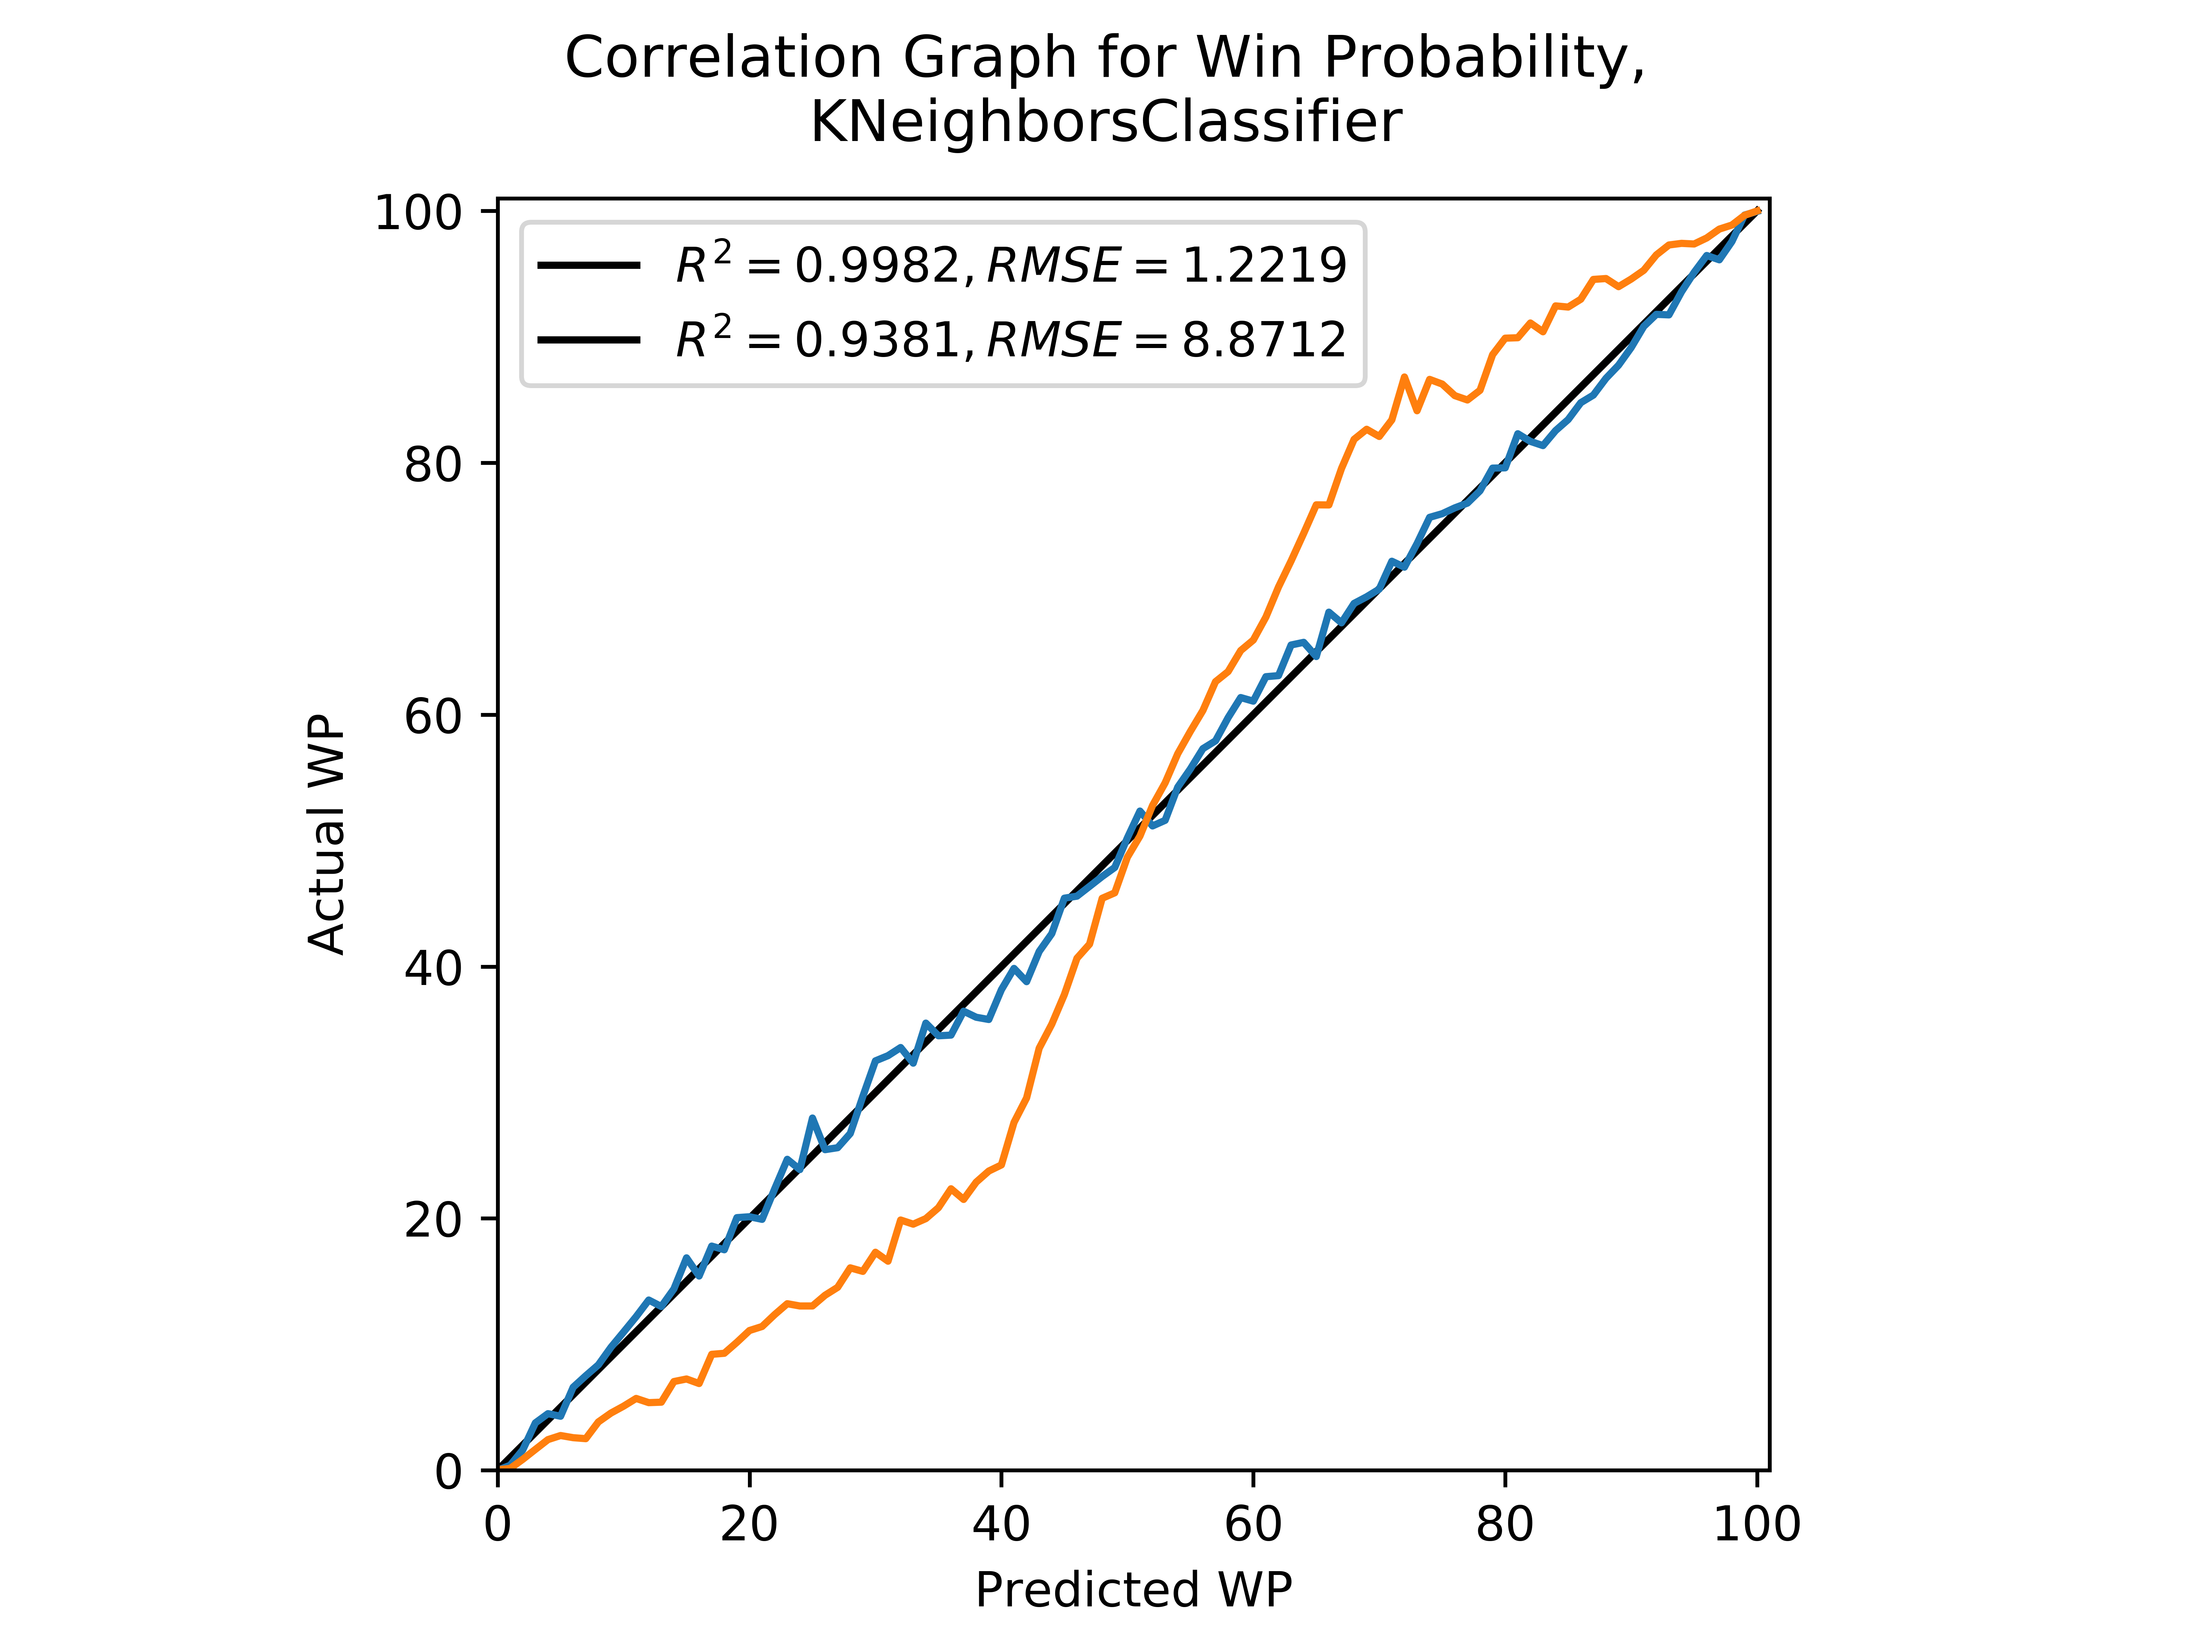 Correlation Graph for Win Probability,
KNeighborsClassifier
R² = 0.9982, RMSE = 1.2219
R² = 0.9381, RMSE = 8.8712
100
80
60
40
20
0
Actual WP
0 20 40 60 80 100
Predicted WP